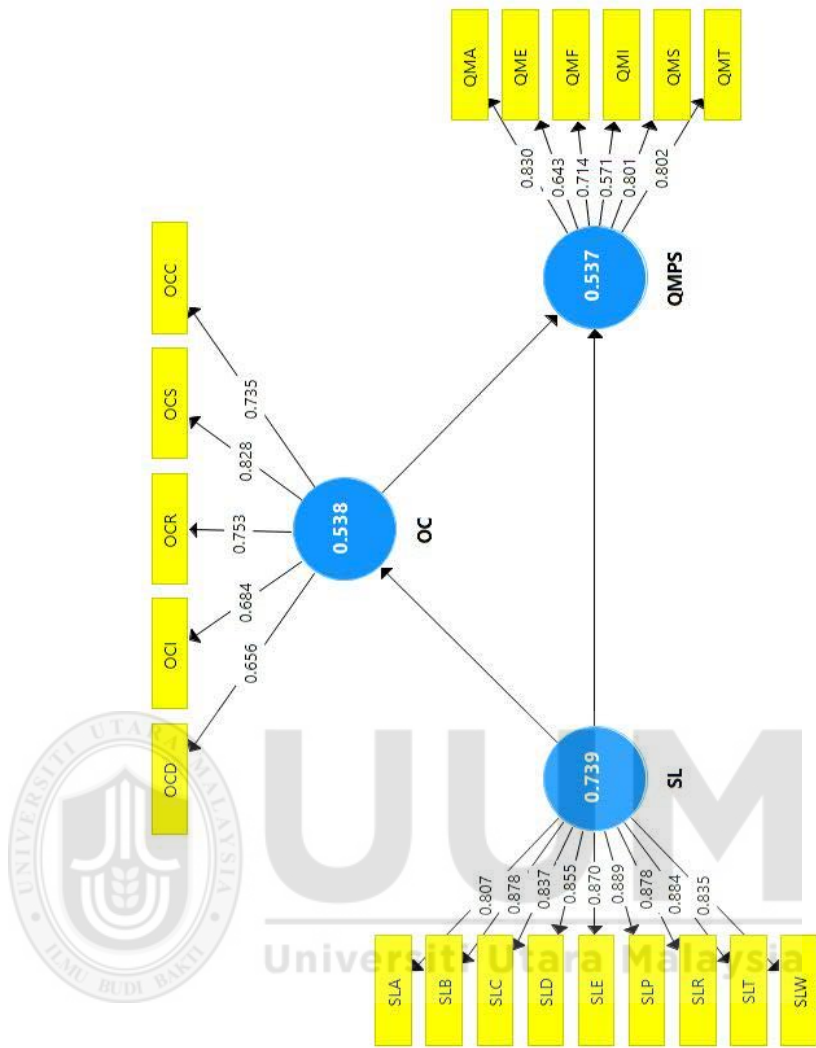 QMA
QME
QMF
QMI
QMS
QMT
0.830
0.643
0.714
0.571
0.801
0.802
0.537
QMPS
OCC
OCS
OCR
OCI
OCD
0.735
0.828
0.753
0.684
0.656
0.538
OC
0.739
SL
0.807
0.878
0.837
0.855
0.870
0.889
0.878
0.884
0.835
SLA
SLB
SLC
SLD
SLE
SLP
SLR
SLT
SLW
UNIVERSITI UTARA MALAYSIA
ILMU BUDI BAKTI
UUM
Universiti Utara Malaysia